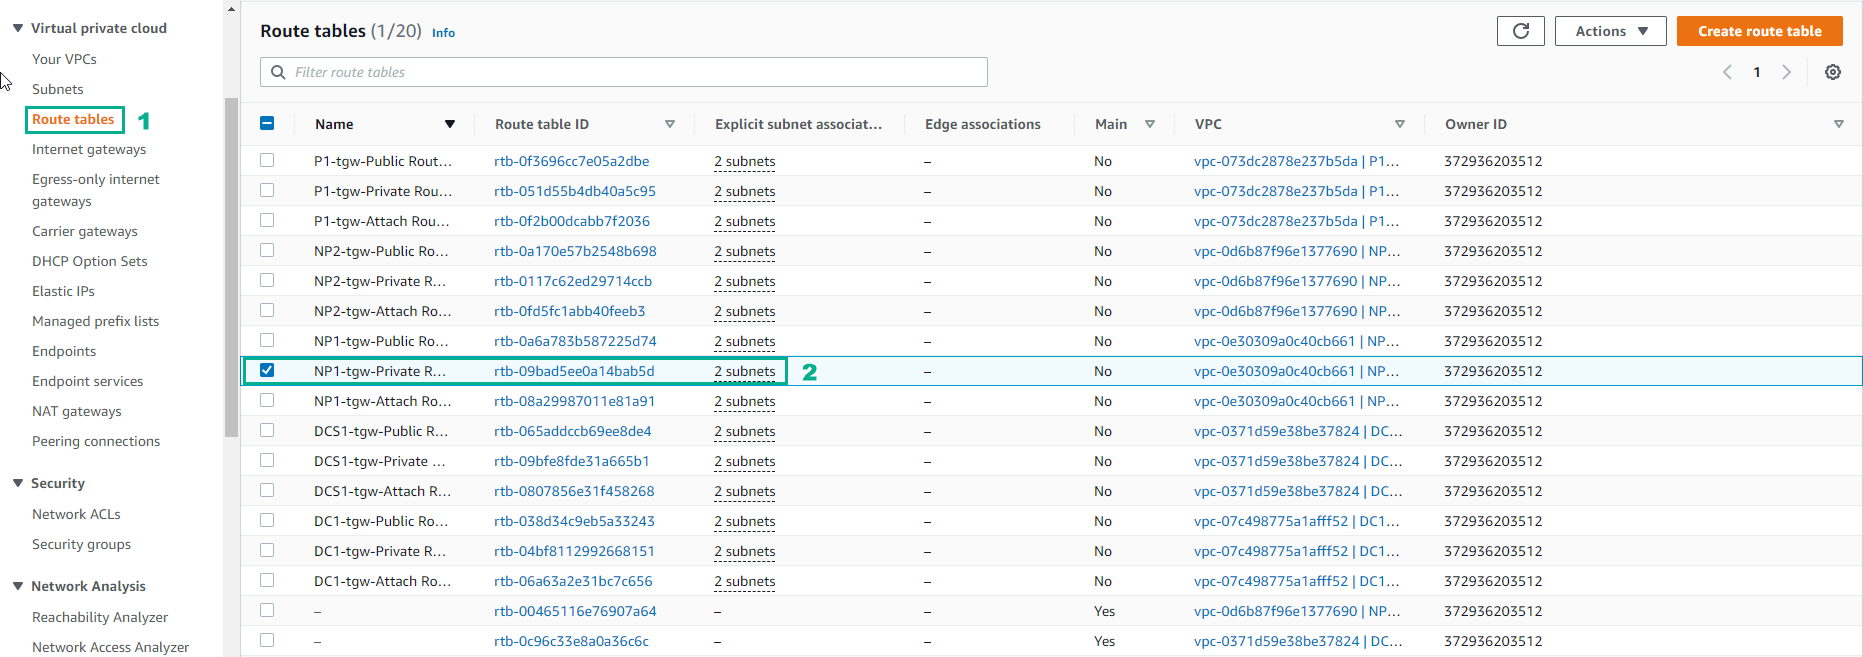 Virtual private cloud
Your VPCs
Subnets
Route tables 1
Internet gateways
Egress-only internet
gateways
Carrier gateways
DHCP Option Sets
Elastic IPs
Managed prefix lists
Endpoints
Endpoint services
NAT gateways
Peering connections
Security
Network ACLs
Security groups
Network Analysis
Reachability Analyzer
Network Access Analyzer
Route tables (1/20) Info
Actions
Create route table
Filter route tables
1
Name Route table ID Explicit subnet associat... Edge associations Main VPC Owner ID
P1-tgw-Public Rout... rtb-0f3696cc7e05a2dbe 2 subnets – No vpc-073dc2878e237b5da | P1... 372936203512
P1-tgw-Private Rou... rtb-051d55b4db40a5c95 2 subnets – No vpc-073dc2878e237b5da | P1... 372936203512
P1-tgw-Attach Rou... rtb-0f2b00dcabb7f2036 2 subnets – No vpc-073dc2878e237b5da | P1... 372936203512
NP2-tgw-Public Ro... rtb-0a170e57b2548b698 2 subnets – No vpc-0d6b87f96e1377690 | NP... 372936203512
NP2-tgw-Private R... rtb-0117c62ed29714ccb 2 subnets – No vpc-0d6b87f96e1377690 | NP... 372936203512
NP2-tgw-Attach Ro... rtb-0fd5fc1abb40feeb3 2 subnets – No vpc-0d6b87f96e1377690 | NP... 372936203512
NP1-tgw-Public Ro... rtb-0a6a783b587225d74 2 subnets – No vpc-0e30309a0c40cb661 | NP... 372936203512
NP1-tgw-Private R... rtb-09bad5ee0a14bab5d 2 subnets 2 – No vpc-0e30309a0c40cb661 | NP... 372936203512
NP1-tgw-Attach Ro... rtb-08a29987011e81a91 2 subnets – No vpc-0e30309a0c40cb661 | NP... 372936203512
DCS1-tgw-Public R... rtb-065addccb69ee8de4 2 subnets – No vpc-0371d59e38be37824 | DC... 372936203512
DCS1-tgw-Private ... rtb-09bfe8fde31a665b1 2 subnets – No vpc-0371d59e38be37824 | DC... 372936203512
DCS1-tgw-Attach R... rtb-0807856e31f458268 2 subnets – No vpc-0371d59e38be37824 | DC... 372936203512
DC1-tgw-Public Ro... rtb-038d34c9eb5a33243 2 subnets – No vpc-07c498775a1afff52 | DC1... 372936203512
DC1-tgw-Private R... rtb-04bf8112992668151 2 subnets – No vpc-07c498775a1afff52 | DC1... 372936203512
DC1-tgw-Attach Ro... rtb-06a63a2e31bc7c656 2 subnets – No vpc-07c498775a1afff52 | DC1... 372936203512
– rtb-00465116e76907a64 – – Yes vpc-0d6b87f96e1377690 | NP... 372936203512
– rtb-0c96c33e8a0a36c6c – – Yes vpc-0371d59e38be37824 | DC... 372936203512